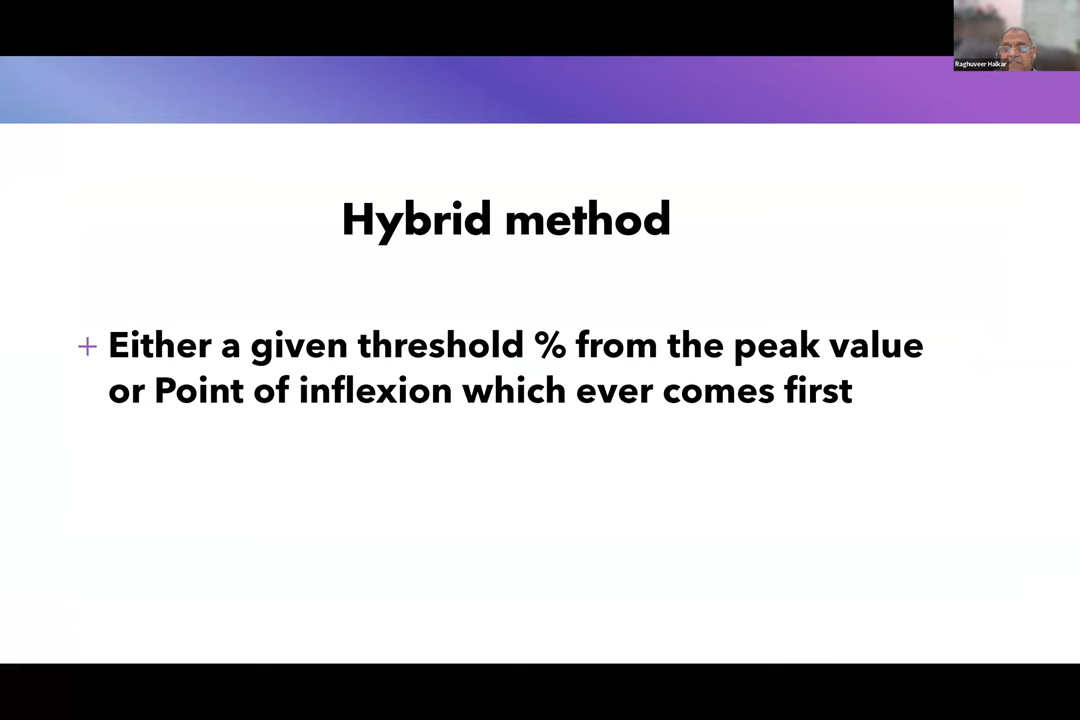 Raghuveer Halkar
Hybrid method
+ Either a given threshold % from the peak value
or Point of inflexion which ever comes first